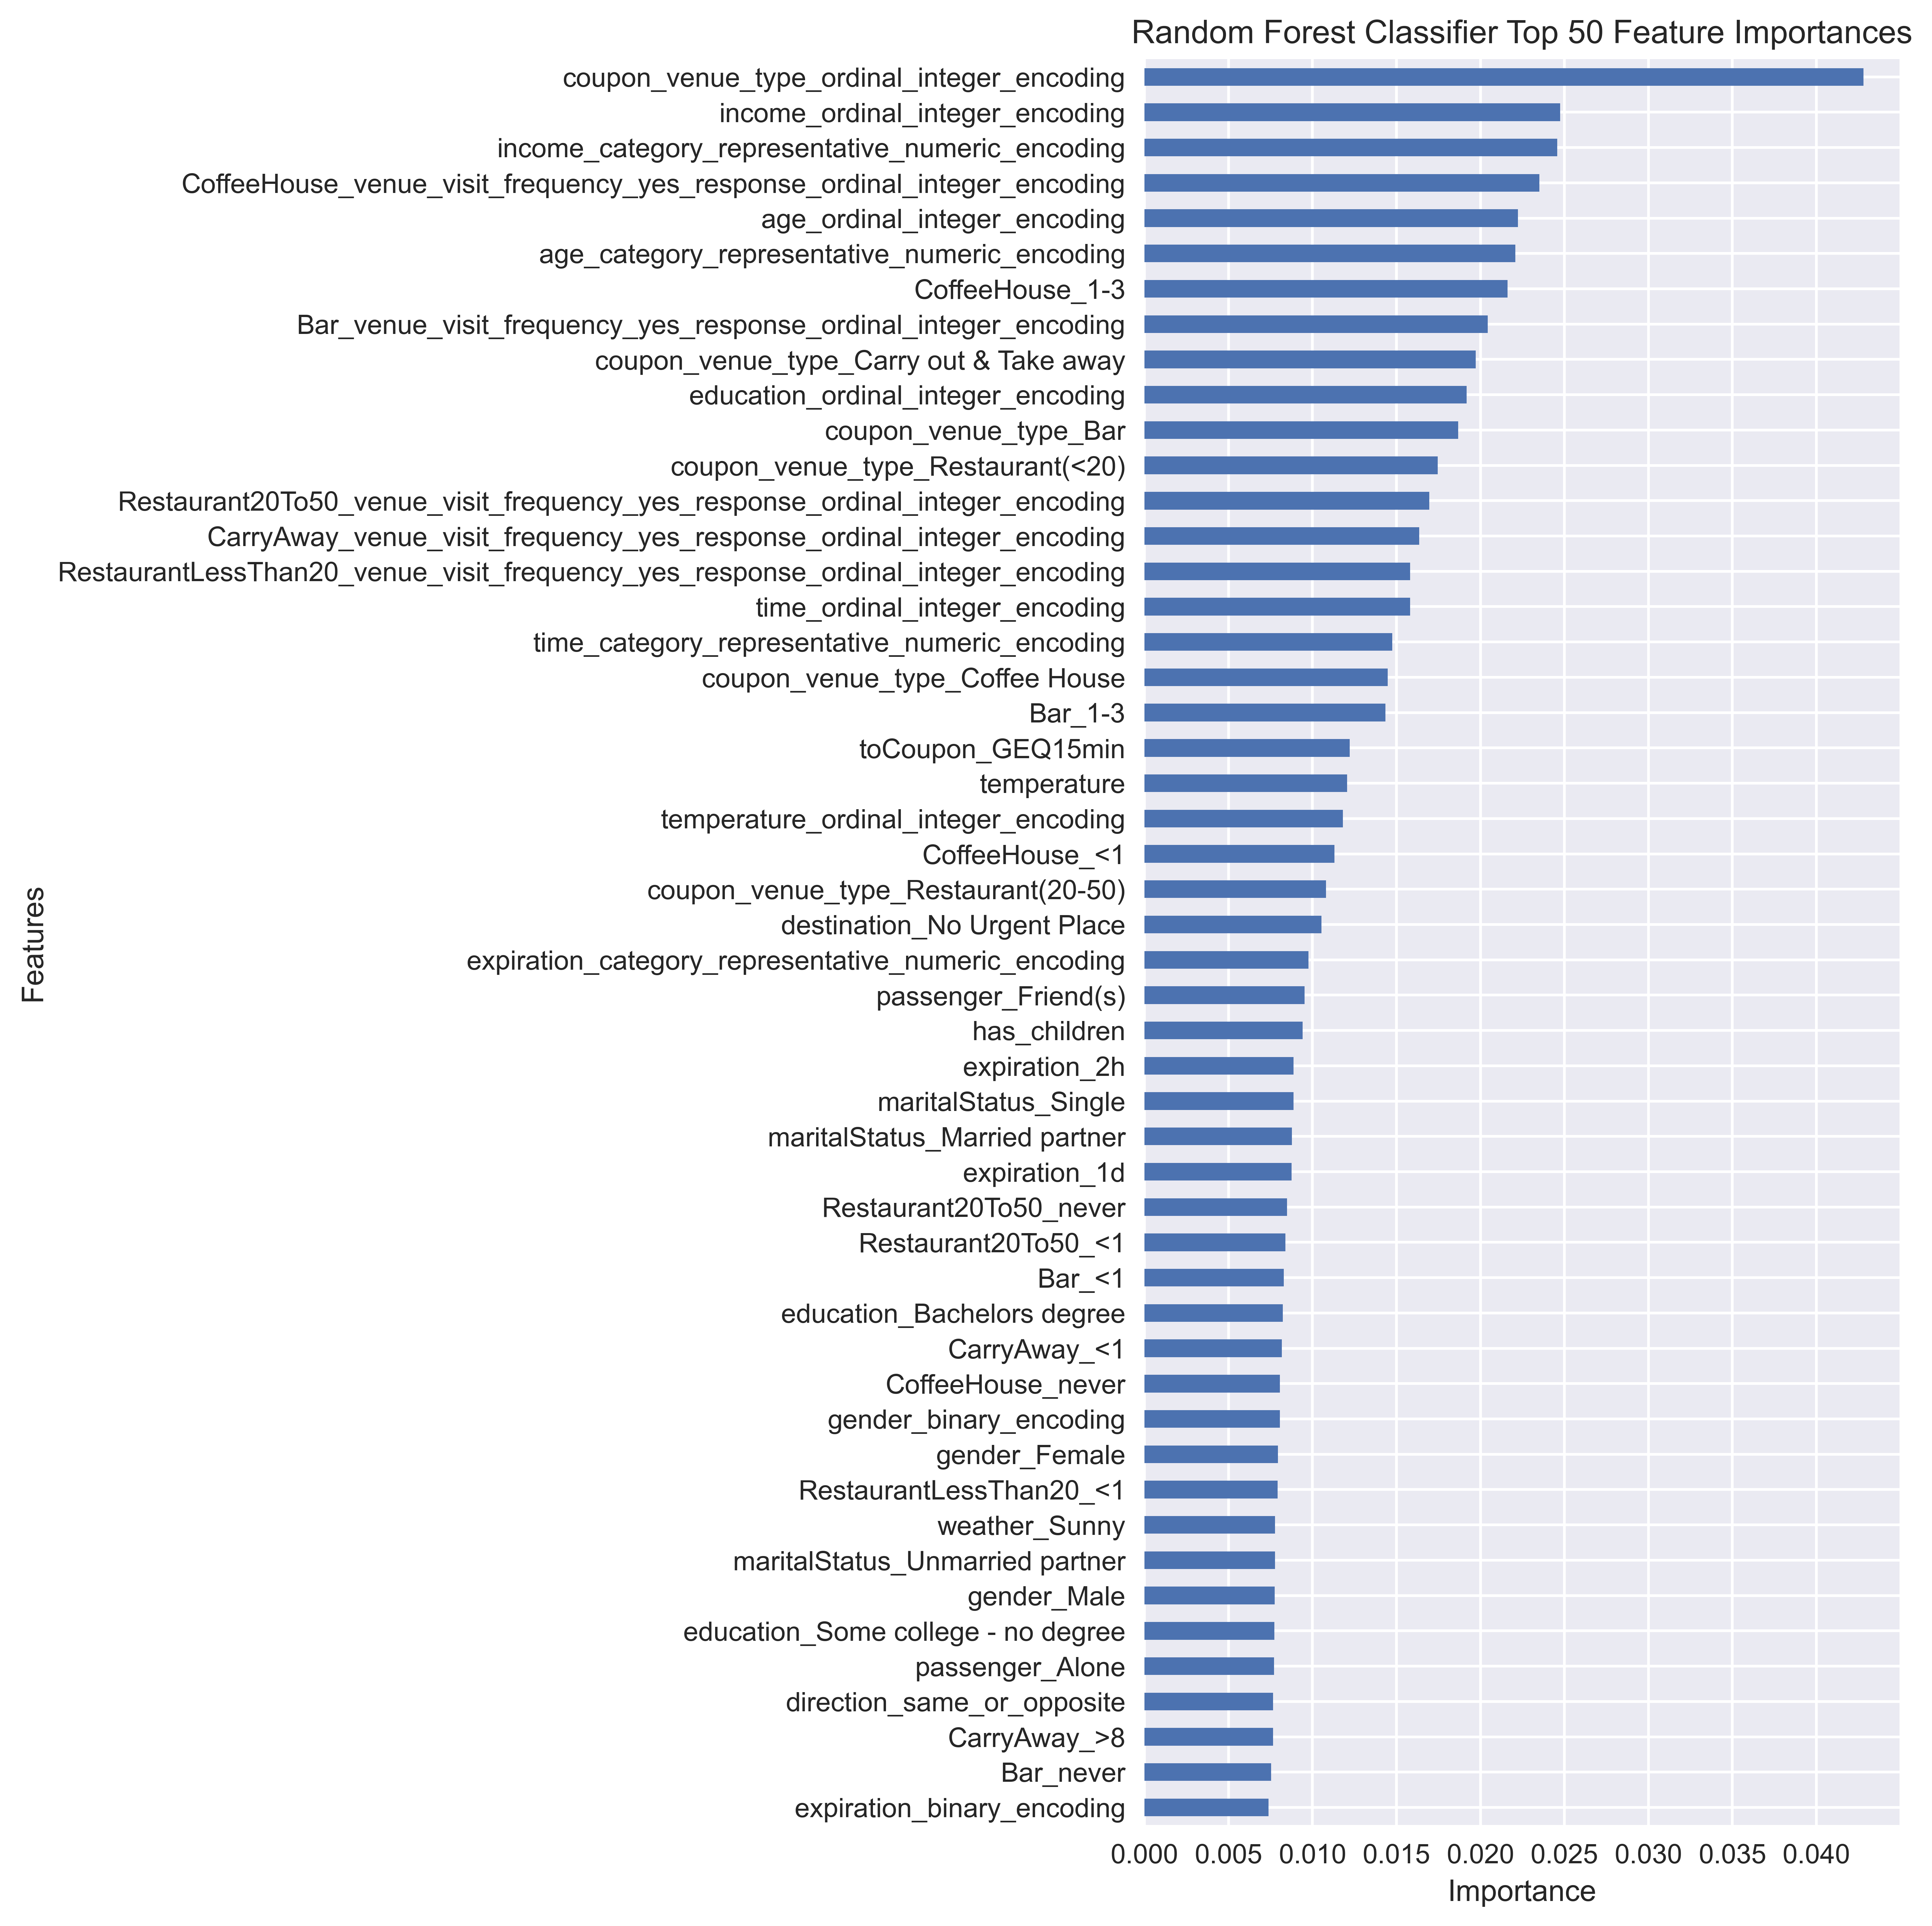 Random Forest Classifier Top 50 Feature Importances
coupon_venue_type_ordinal_integer_encoding
income_ordinal_integer_encoding
income_category_representative_numeric_encoding
CoffeeHouse_venue_visit_frequency_yes_response_ordinal_integer_encoding
age_ordinal_integer_encoding
age_category_representative_numeric_encoding
CoffeeHouse_1-3
Bar_venue_visit_frequency_yes_response_ordinal_integer_encoding
coupon_venue_type_Carry out & Take away
education_ordinal_integer_encoding
coupon_venue_type_Bar
coupon_venue_type_Restaurant(<20)
Restaurant20To50_venue_visit_frequency_yes_response_ordinal_integer_encoding
CarryAway_venue_visit_frequency_yes_response_ordinal_integer_encoding
RestaurantLessThan20_venue_visit_frequency_yes_response_ordinal_integer_encoding
time_ordinal_integer_encoding
time_category_representative_numeric_encoding
coupon_venue_type_Coffee House
Bar_1-3
toCoupon_GEQ15min
temperature
temperature_ordinal_integer_encoding
CoffeeHouse_<1
coupon_venue_type_Restaurant(20-50)
destination_No Urgent Place
expiration_category_representative_numeric_encoding
passenger_Friend(s)
has_children
expiration_2h
maritalStatus_Single
maritalStatus_Married partner
expiration_1d
Restaurant20To50_never
Restaurant20To50_<1
Bar_<1
education_Bachelors degree
CarryAway_<1
CoffeeHouse_never
gender_binary_encoding
gender_Female
RestaurantLessThan20_<1
weather_Sunny
maritalStatus_Unmarried partner
gender_Male
education_Some college - no degree
passenger_Alone
direction_same_or_opposite
CarryAway_>8
Bar_never
expiration_binary_encoding
Features
0.000 0.005 0.010 0.015 0.020 0.025 0.030 0.035 0.040
Importance